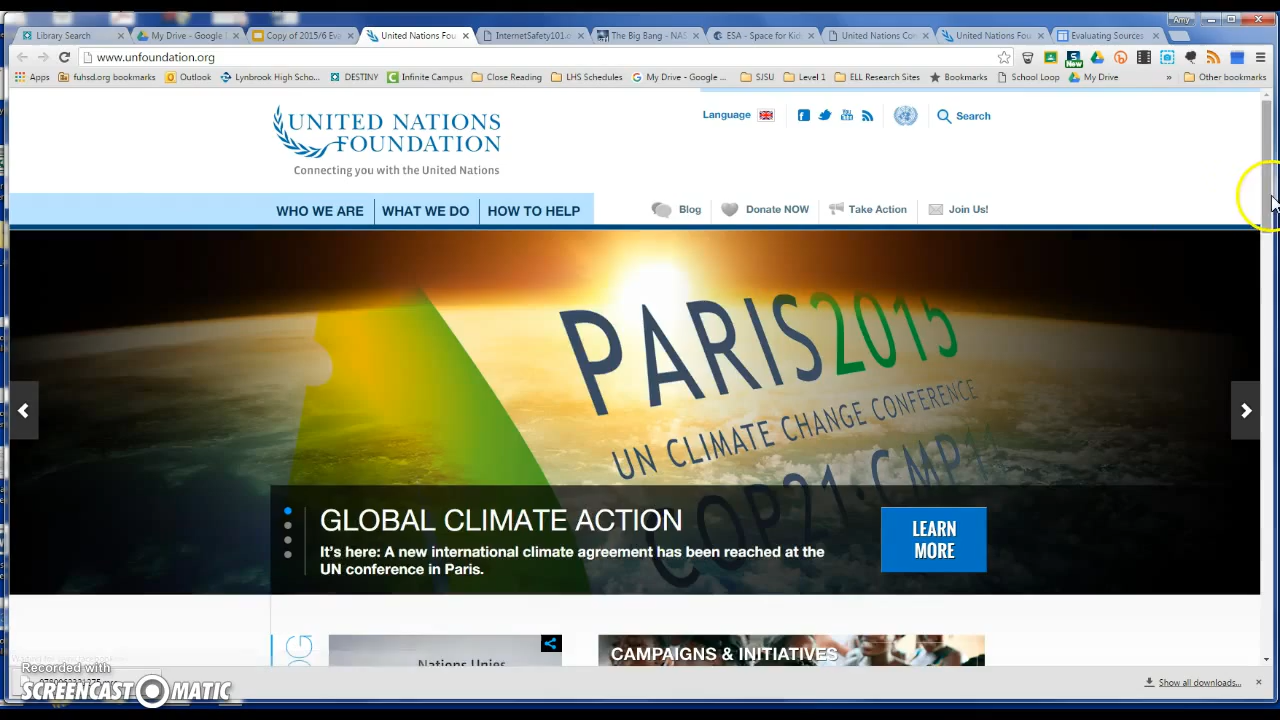 Amy
Library Search
My Drive - Google
Copy of 2015/6 Eva
United Nations Fou
Internetsafety101.o
The Big Bang - NAS
ESA - Space for Kid
United Nations Co
United Nations Fou
Evaluating Sources
www.unfoundation.org
Apps
fuhsd.org bookmarks
Outlook
Lynbrook High Scho...
DESTINY
Infinite Campus
Close Reading
LHS Schedules
My Drive - Google ...
SJSU
Level 1
ELL Research Sites
Bookmarks
School Loop
My Drive
»
Other bookmarks
New
UNITED NATIONS
FOUNDATION
Connecting you with the United Nations
Language
Search
WHO WE ARE
WHAT WE DO
HOW TO HELP
Blog
Donate NOW
Take Action
Join Us!
PARIS2015
UN CLIMATE CHANGE CONFERENCE
COP21·CMP11
GLOBAL CLIMATE ACTION
It's here: A new international climate agreement has been reached at the
UN conference in Paris.
LEARN
MORE
Nations Unies
CAMPAIGNS & INITIATIVES
Recorded with
SCREENCAST-O-MATIC
Show all downloads...